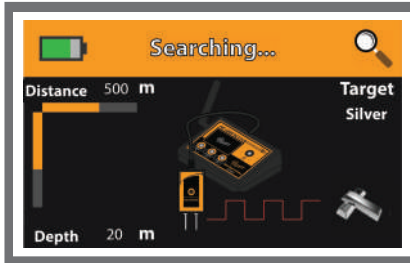 Searching...
Distance 500 m
Target
Silver
Depth 20 m